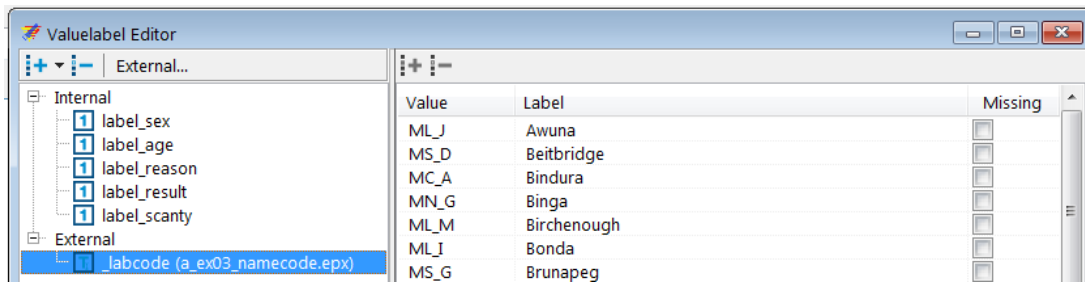 Valuelabel Editor
External...
Internal
label_sex
label_age
label_reason
label_result
label_scanty
External
_labcode (a_ex03_namecode.epx)
Value Label Missing
ML_J Awuna
MS_D Beitbridge
MC_A Bindura
MN_G Binga
ML_M Birchenough
ML_I Bonda
MS_G Brunapeg